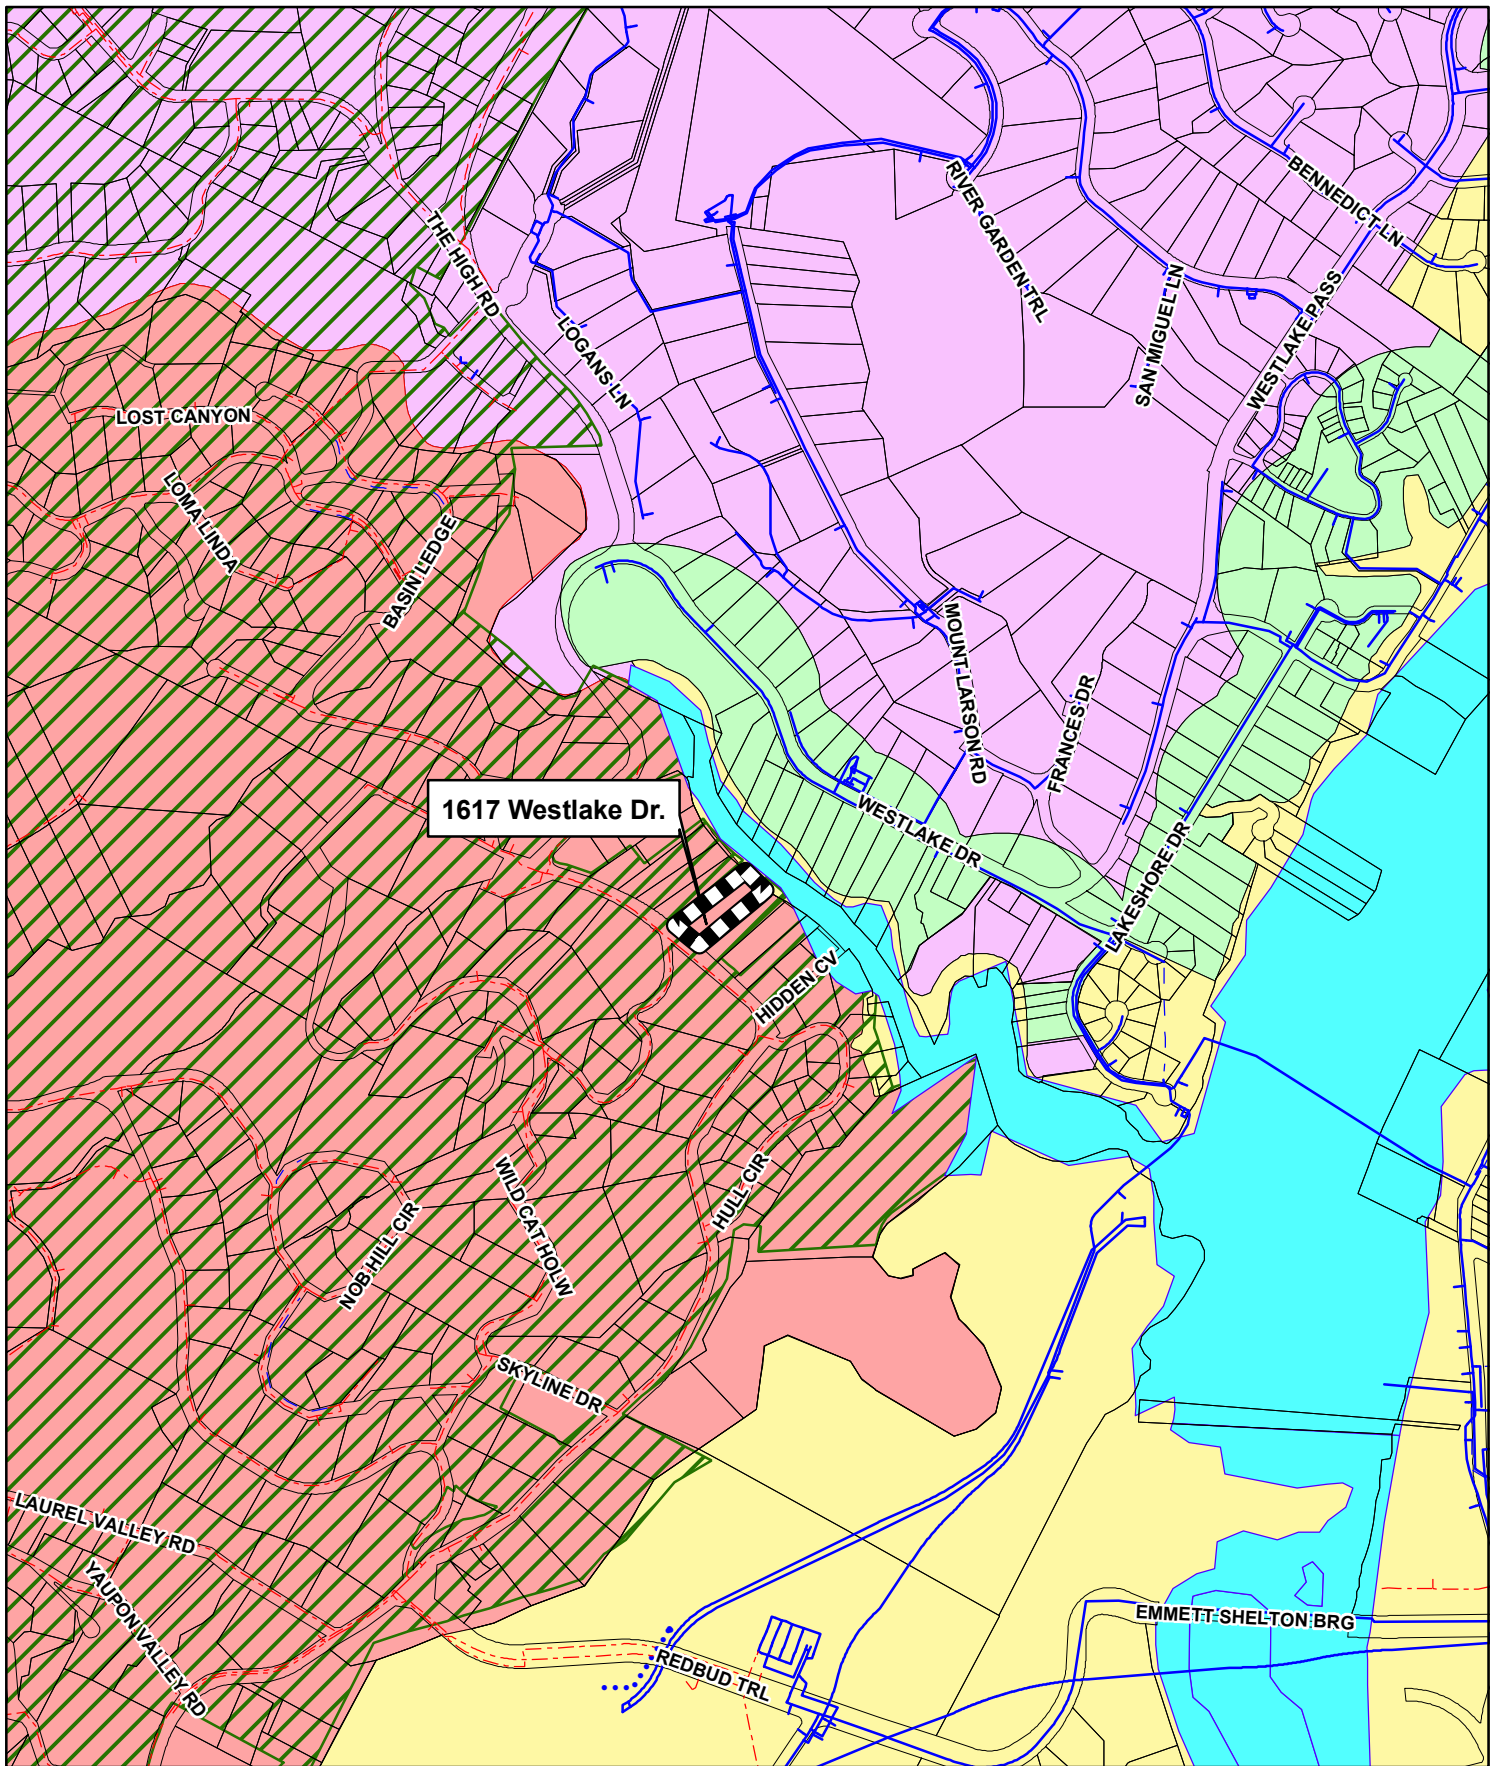 BENNEDICT LN
RIVER GARDEN TRL
THE HIGH RD
SAN MIGUEL LN
WESTLAKE PASS
LOGANS LN
LOST CANYON
LOMA LINDA
BASIN LEDGE
MOUNT LARSON RD
FRANCES DR
1617 Westlake Dr.
WESTLAKE DR
LAKESHORE DR
HIDDEN CV
HULL CIR
WILD CAT HOLW
NOB HILL CIR
SKYLINE DR
LAUREL VALLEY RD
YAUPON VALLEY RD
EMMETT SHELTON BRG
REDBUD TRL